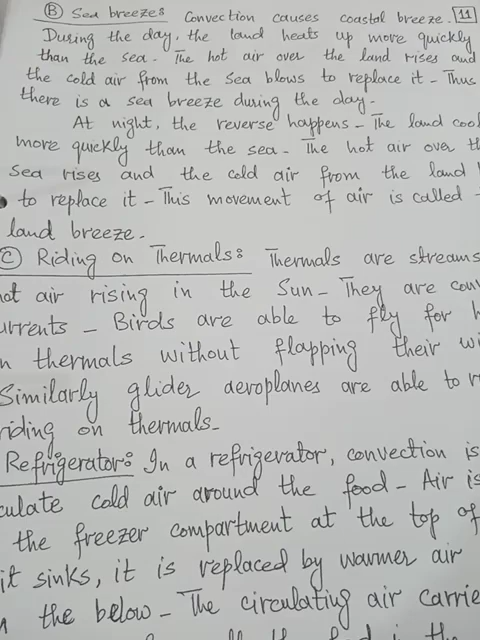 Ⓑ Sea breeze: Convection causes coastal breeze. 11
During the day, the land heats up more quickly
than the sea. The hot air over the land rises and
the cold air from the sea blows to replace it - Thus
there is a sea breeze during the day.
At night, the reverse happens - The land cool
more quickly than the sea - The hot air over th
sea rises and the cold air from the land
to replace it - This movement of air is called
land breeze.
Ⓒ Riding on Thermals: Thermals are streams
hot air rising in the Sun - They are conv
urrents - Birds are able to fly for h
n thermals without flapping their wi
Similarly glider aeroplanes are able to r
riding on thermals -
Refrigerator: In a refrigerator, convection is
culate cold air around the food - Air is
the freezer compartment at the top of
it sinks, it is replaced by warmer air
the below - The circulating air carrie